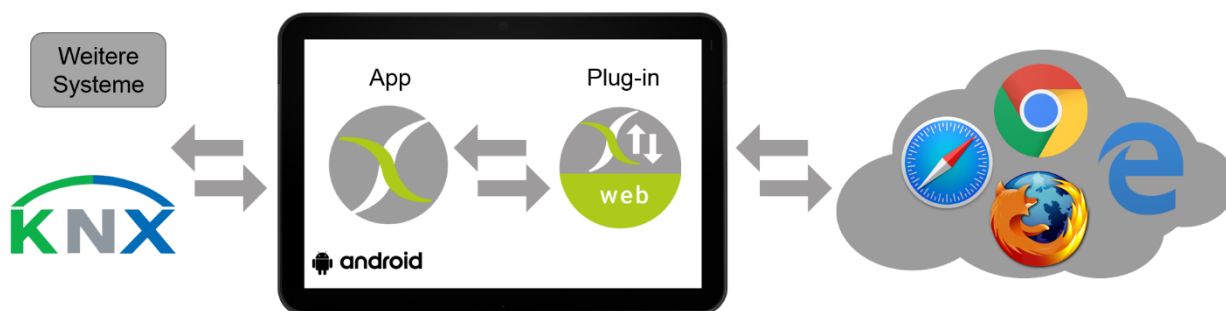 Weitere
Systeme
KNX
App
Plug-in
web
android